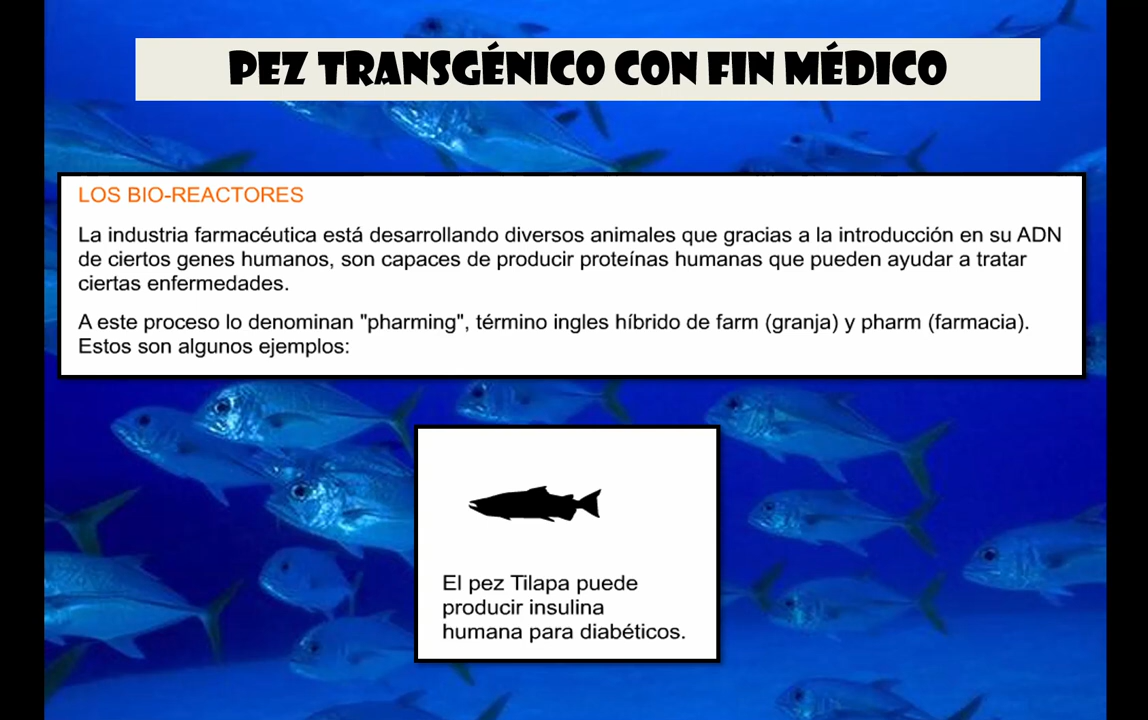 PEZ TRANSGÉNICO CON FIN MÉDICO
LOS BIO-REACTORES
La industria farmacéutica está desarrollando diversos animales que gracias a la introducción en su ADN
de ciertos genes humanos, son capaces de producir proteínas humanas que pueden ayudar a tratar
ciertas enfermedades.
A este proceso lo denominan "pharming", término ingles híbrido de farm (granja) y pharm (farmacia).
Estos son algunos ejemplos:
El pez Tilapa puede
producir insulina
humana para diabéticos.